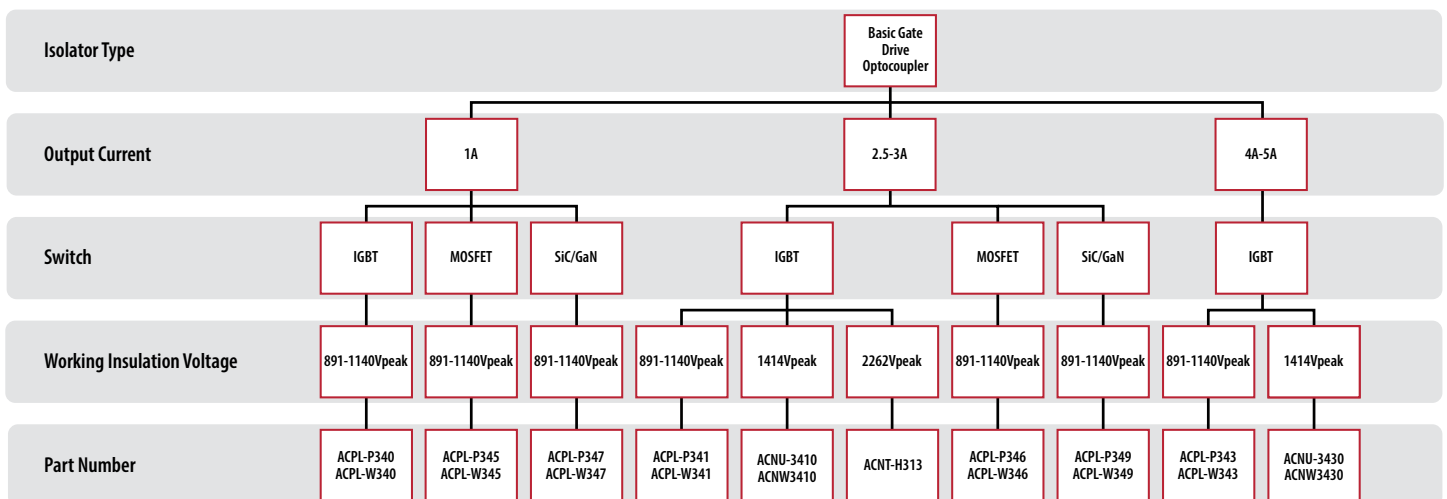 Isolator Type
Basic Gate
Drive
Optocoupler
Output Current
1A
2.5-3A
4A-5A
Switch
IGBT
MOSFET
SiC/GaN
IGBT
MOSFET
SiC/GaN
IGBT
Working Insulation Voltage
891-1140Vpeak
891-1140Vpeak
891-1140Vpeak
891-1140Vpeak
1414Vpeak
2262Vpeak
891-1140Vpeak
891-1140Vpeak
891-1140Vpeak
1414Vpeak
Part Number
ACPL-P340
ACPL-W340
ACPL-P345
ACPL-W345
ACPL-P347
ACPL-W347
ACPL-P341
ACPL-W341
ACNU-3410
ACNW3410
ACNT-H313
ACPL-P346
ACPL-W346
ACPL-P349
ACPL-W349
ACPL-P343
ACPL-W343
ACNU-3430
ACNW3430